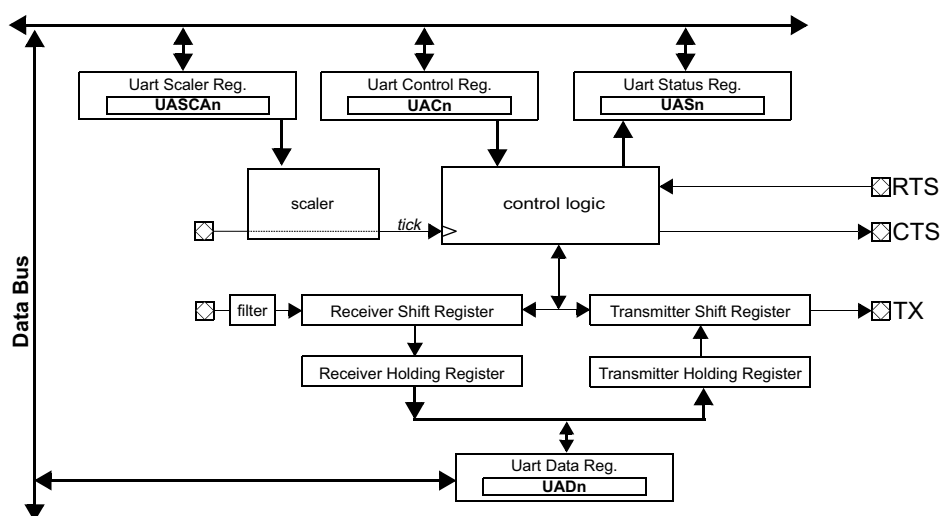 Uart Scaler Reg.
UASCAn
Uart Control Reg.
UACn
Uart Status Reg.
UASn
scaler
control logic
tick
RTS
CTS
Data Bus
filter
Receiver Shift Register
Transmitter Shift Register
TX
Receiver Holding Register
Transmitter Holding Register
Uart Data Reg.
UADn